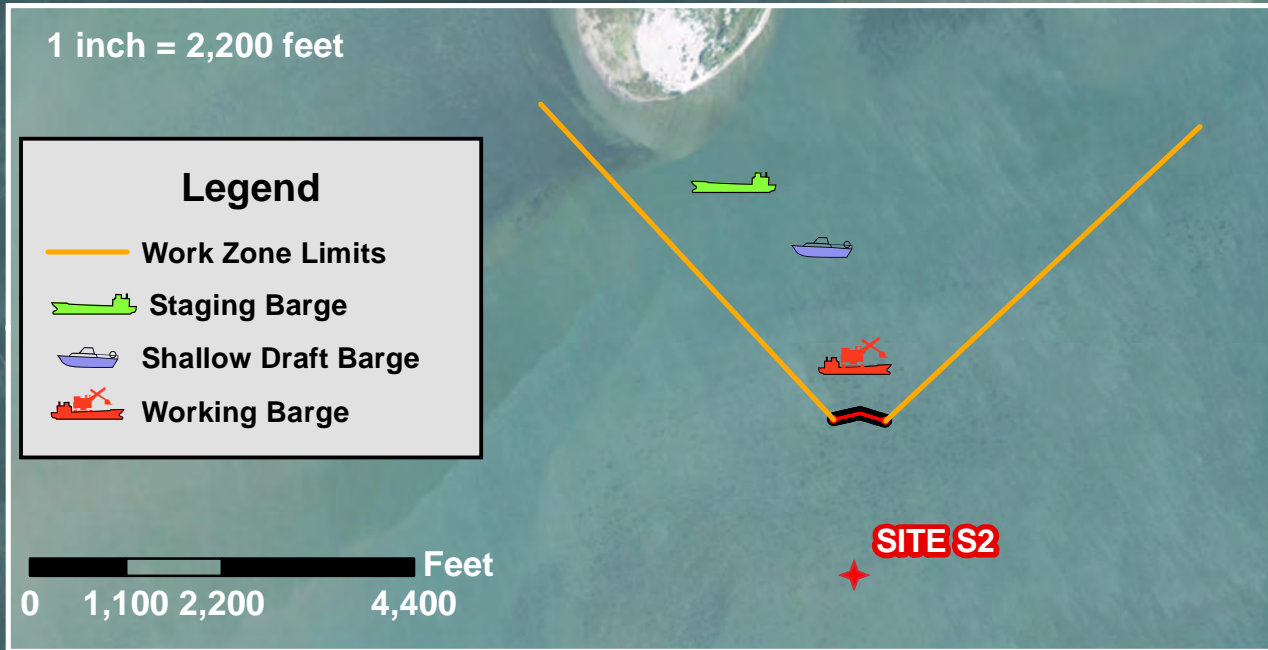 1 inch = 2,200 feet
Legend
Work Zone Limits
Staging Barge
Shallow Draft Barge
Working Barge
SITE S2
Feet
0 1,100 2,200 4,400